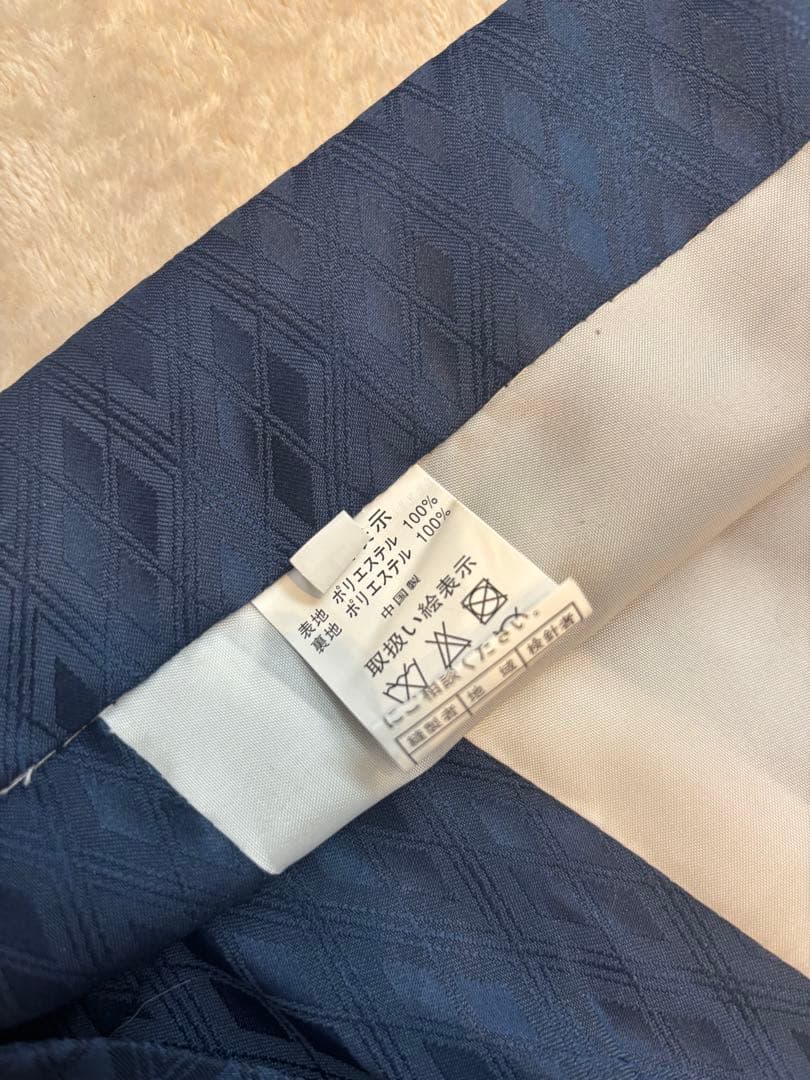 示
表地 ポリエステル 100%
裏地 ポリエステル 100%
中国製
取扱い絵表示
相談ください。
縫製者 地域 検針者